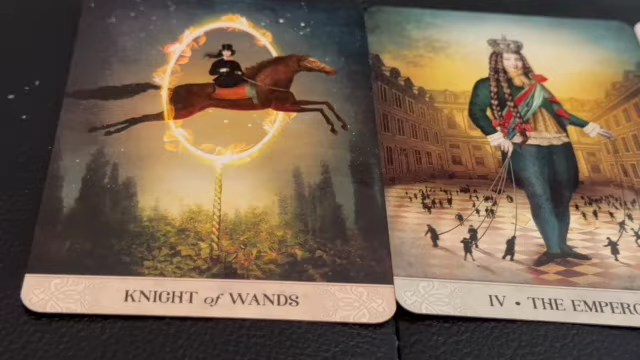 KNIGHT of WANDS
IV • THE EMPERO